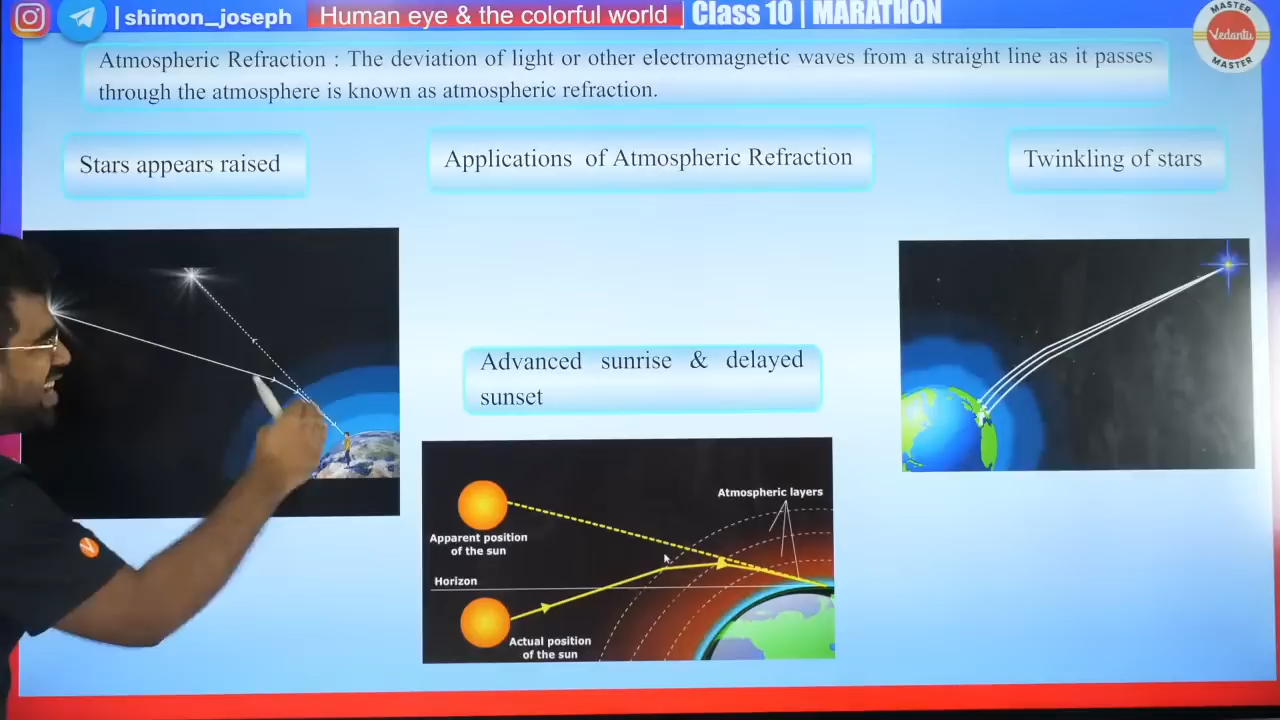 | shimon_joseph
Human eye & the colorful world
| Class 10 | MARATHON
MASTER
Vedantu
MASTER
Atmospheric Refraction : The deviation of light or other electromagnetic waves from a straight line as it passes
through the atmosphere is known as atmospheric refraction.
Stars appears raised
Applications of Atmospheric Refraction
Twinkling of stars
Advanced sunrise & delayed
sunset
Atmospheric layers
Apparent position
of the sun
Horizon
Actual position
of the sun